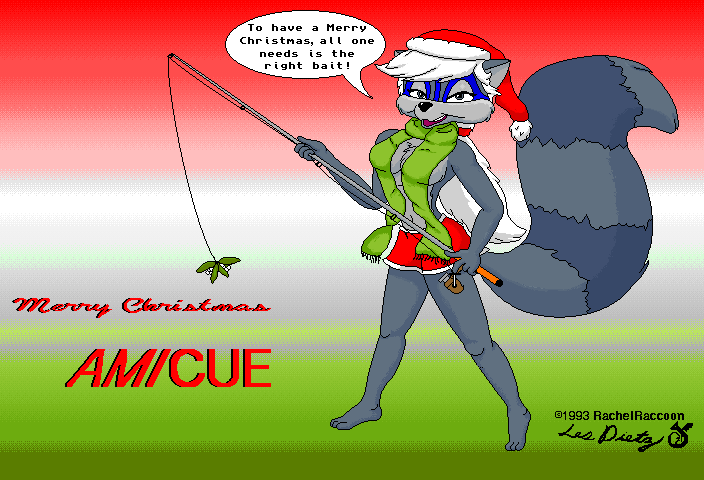 To have a Merry
Christmas, all one
needs is the
right bait!
Merry Christmas
AMICUE
©1993 RachelRaccoon
Les Dietz